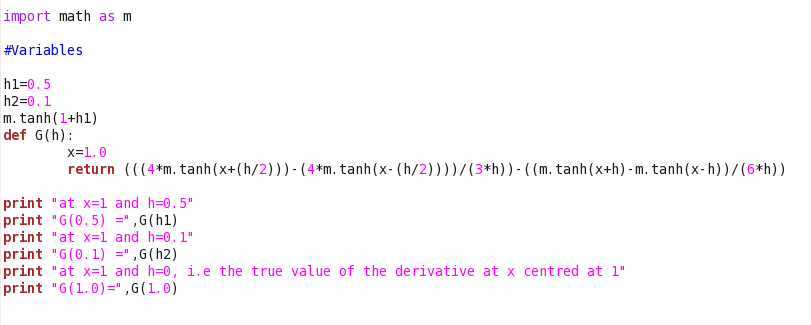 import math as m
#Variables
h1=0.5
h2=0.1
m.tanh(1+h1)
def G(h):
        x=1.0
        return (((4*m.tanh(x+(h/2)))-(4*m.tanh(x-(h/2))))/(3*h))-((m.tanh(x+h)-m.tanh(x-h))/(6*h))
print "at x=1 and h=0.5"
print "G(0.5) =",G(h1)
print "at x=1 and h=0.1"
print "G(0.1) =",G(h2)
print "at x=1 and h=0, i.e the true value of the derivative at x centred at 1"
print "G(1.0)=",G(1.0)